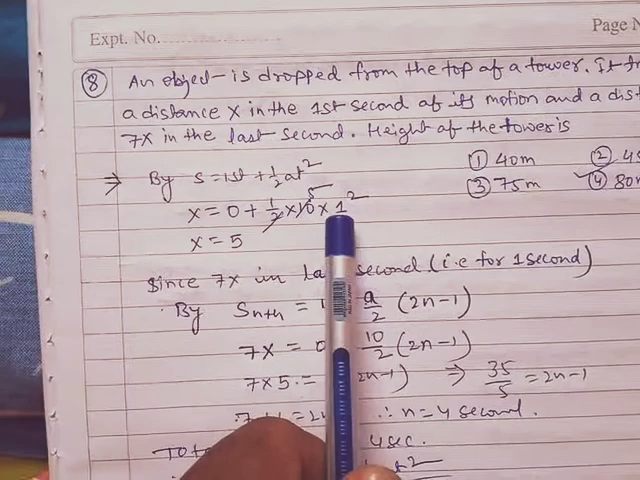 Expt. No.
Page N
⑧ An object is dropped from the top of a tower. It
a distance x in the 1st second of its motion and a dist
7x in the last second. Height of the tower is
① 40m ②
⇒ By S = ut + 1/2 at²
③ 75m ④ 80
x = 0 + 1/2 × 10 × 1²
5
x = 5
Since 7x in second (i.e for 1 second)
By Snth = a/2 (2n-1)
7x = 0 10/2 (2n-1)
7×5 = 2n-1) ⇒ 35/5 = 2n-1
∴ n = 4 second.
4 sec.